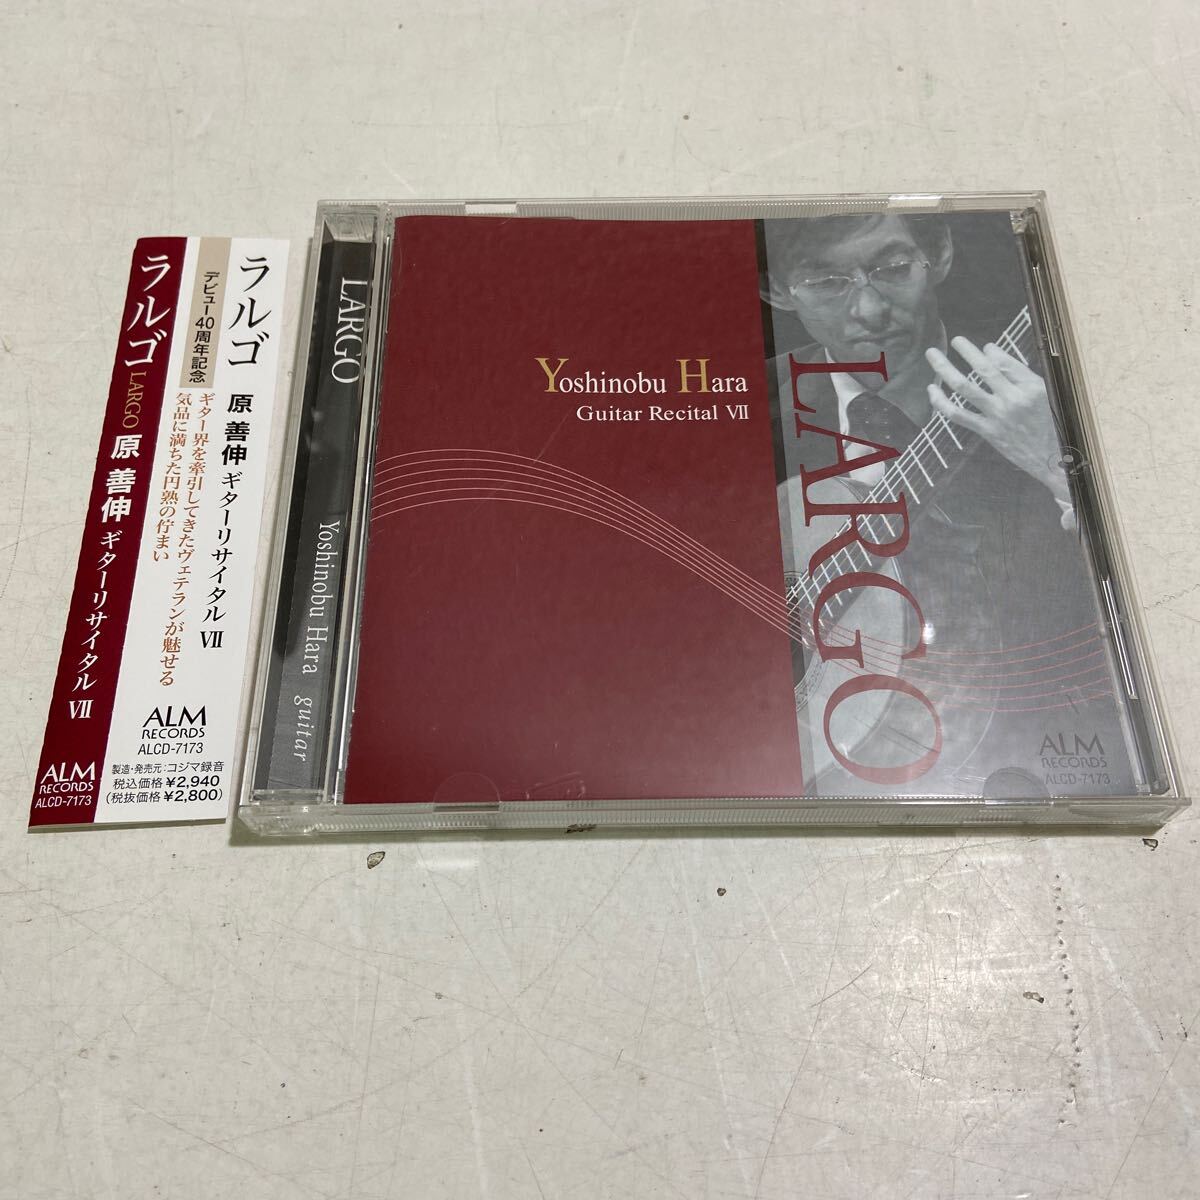 ラルゴ LARGO 原 善伸 ギターリサイタル Ⅶ
ALM
RECORDS
ALCD-7173
ラルゴ 原 善伸 ギターリサイタル Ⅶ
デビュー40周年記念
ギター界を牽引してきたヴェテランが魅せる
気品に満ちた円熟の佇まい
ALM
RECORDS
ALCD-7173
製造・発売元:コジマ録音
税込価格¥2,940
(税抜価格¥2,800)
LARGO Yoshinobu Hara guitar
Yoshinobu Hara
Guitar Recital Ⅶ
LARGO
ALM
RECORDS
ALCD-7173